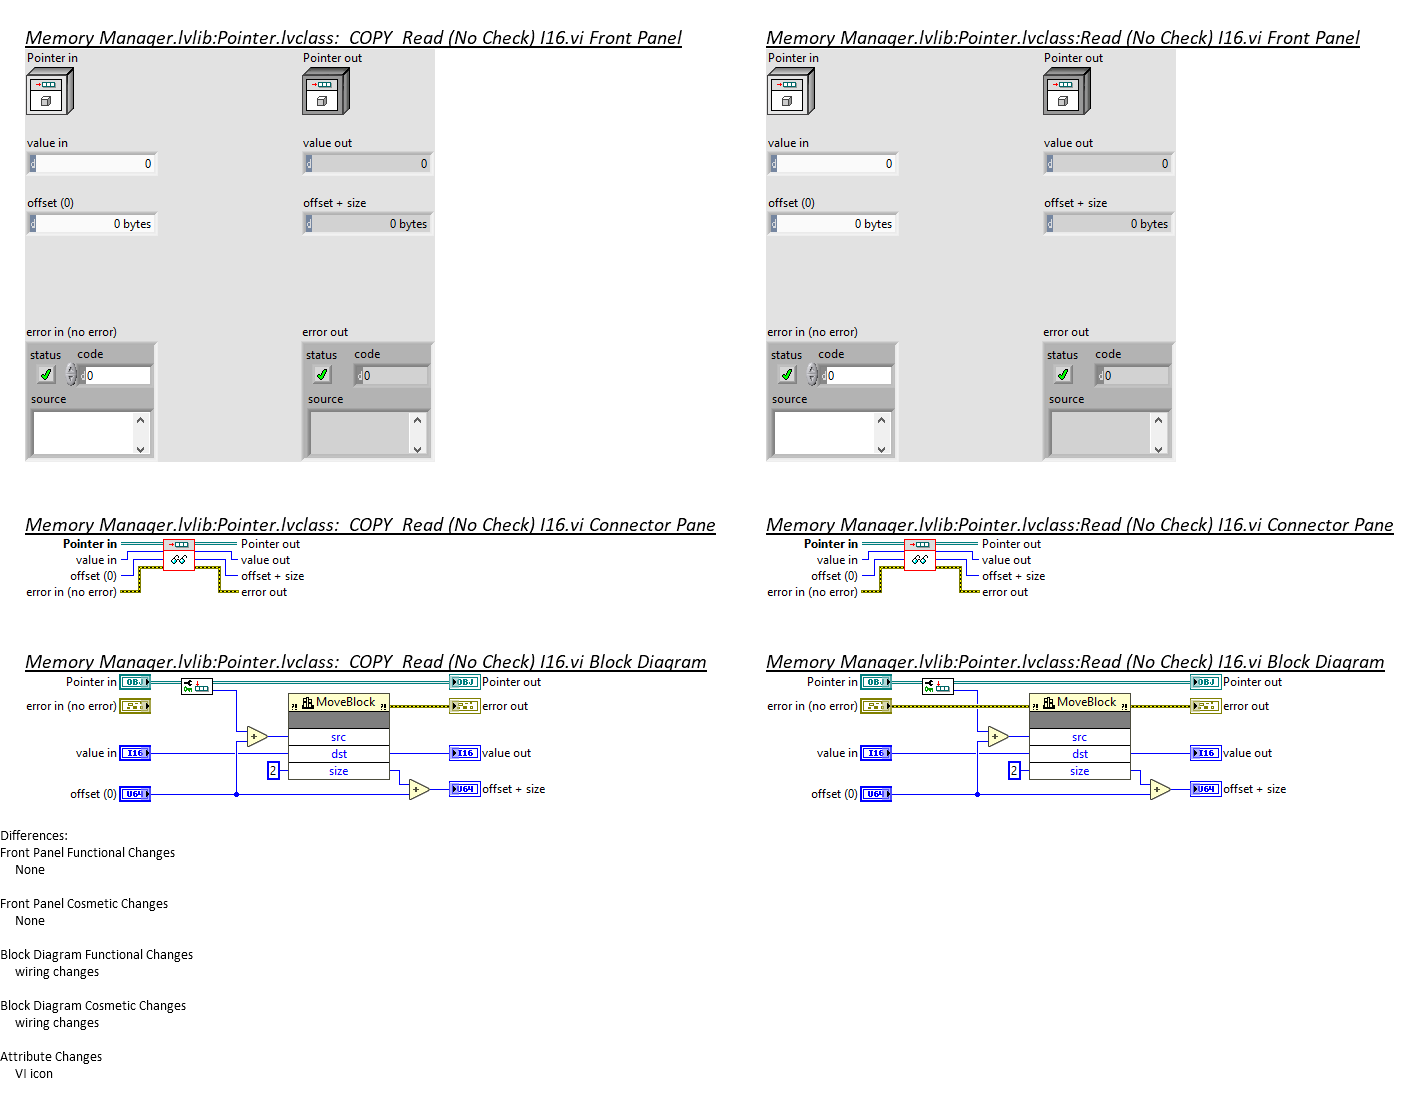 Memory Manager.lvlib:Pointer.lvclass:_COPY_Read (No Check) I16.vi Front Panel
Pointer in
Pointer out
value in
value out
d 0
d 0
offset (0)
offset + size
d 0 bytes
d 0 bytes
error in (no error)
error out
status code
status code
d 0
d 0
source
source
Memory Manager.lvlib:Pointer.lvclass:Read (No Check) I16.vi Front Panel
Pointer in
Pointer out
value in
value out
d 0
d 0
offset (0)
offset + size
d 0 bytes
d 0 bytes
error in (no error)
error out
status code
status code
d 0
d 0
source
source
Memory Manager.lvlib:Pointer.lvclass:_COPY_Read (No Check) I16.vi Connector Pane
Pointer in
Pointer out
value in
value out
offset (0)
offset + size
error in (no error)
error out
Memory Manager.lvlib:Pointer.lvclass:Read (No Check) I16.vi Connector Pane
Pointer in
Pointer out
value in
value out
offset (0)
offset + size
error in (no error)
error out
Memory Manager.lvlib:Pointer.lvclass:_COPY_Read (No Check) I16.vi Block Diagram
Pointer in OBJ
OBJ Pointer out
error in (no error)
?! MoveBlock ?!
error out
+ src
value in I16
dst
I16 value out
2 size
offset (0) U64
+ U64 offset + size
Memory Manager.lvlib:Pointer.lvclass:Read (No Check) I16.vi Block Diagram
Pointer in OBJ
OBJ Pointer out
error in (no error)
?! MoveBlock ?!
error out
+ src
value in I16
dst
I16 value out
2 size
offset (0) U64
+ U64 offset + size
Differences:
Front Panel Functional Changes
None
Front Panel Cosmetic Changes
None
Block Diagram Functional Changes
wiring changes
Block Diagram Cosmetic Changes
wiring changes
Attribute Changes
VI icon